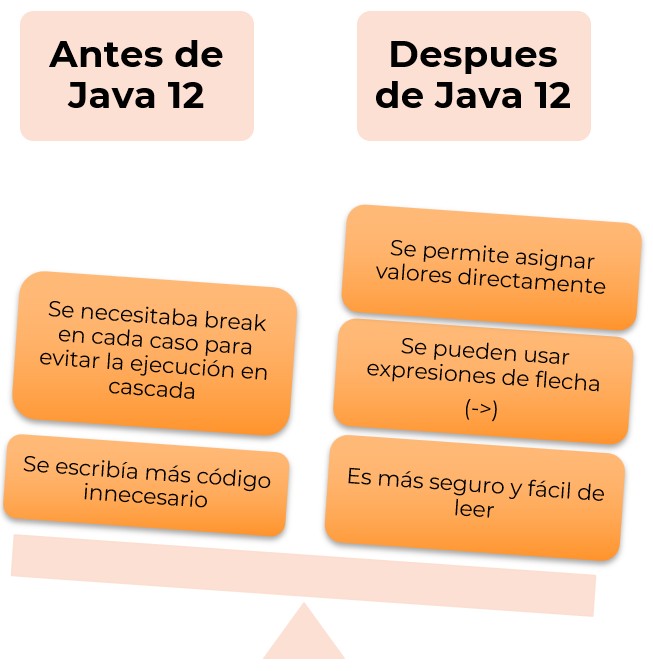 Antes de
Java 12
Despues
de Java 12
Se necesitaba break
en cada caso para
evitar la ejecución en
cascada
Se escribía más código
innecesario
Se permite asignar
valores directamente
Se pueden usar
expresiones de flecha
(->)
Es más seguro y fácil de
leer